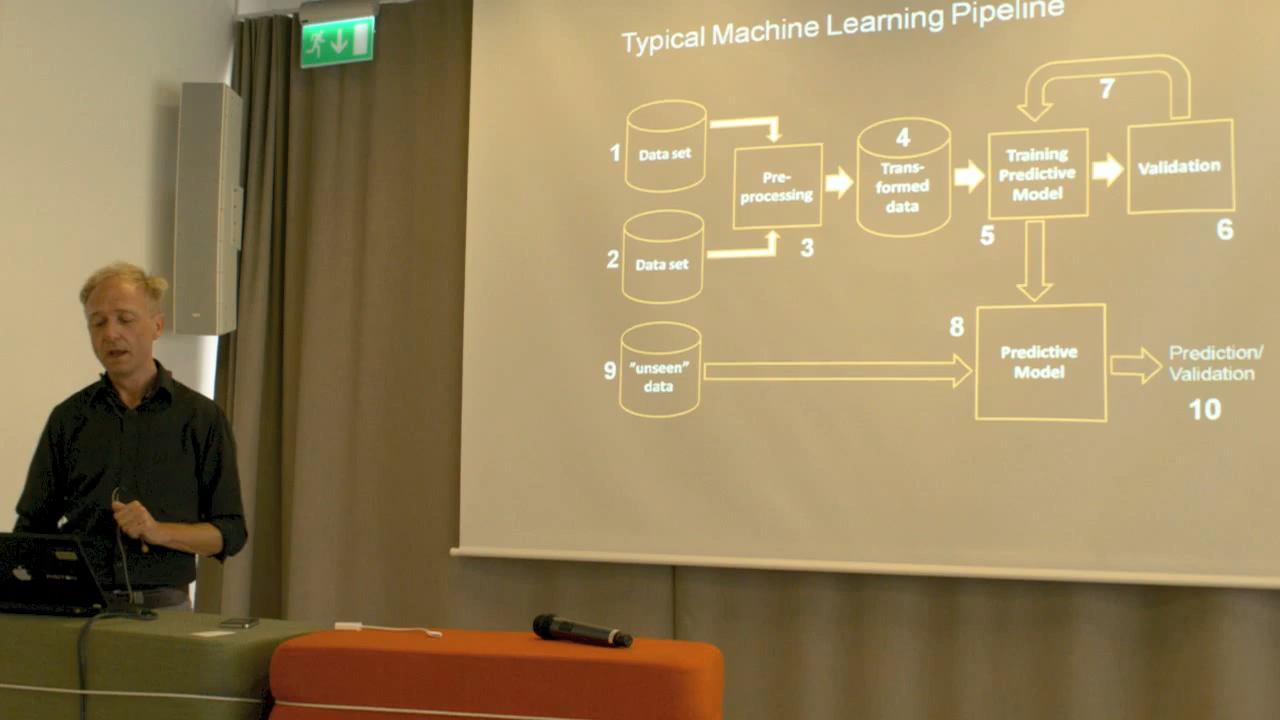 Typical Machine Learning Pipeline
7
1
Data set
Pre-
processing
3
4
Trans-
formed
data
Training
Predictive
Model
5
Validation
6
2
Data set
9
"unseen"
data
8
Predictive
Model
Prediction/
Validation
10